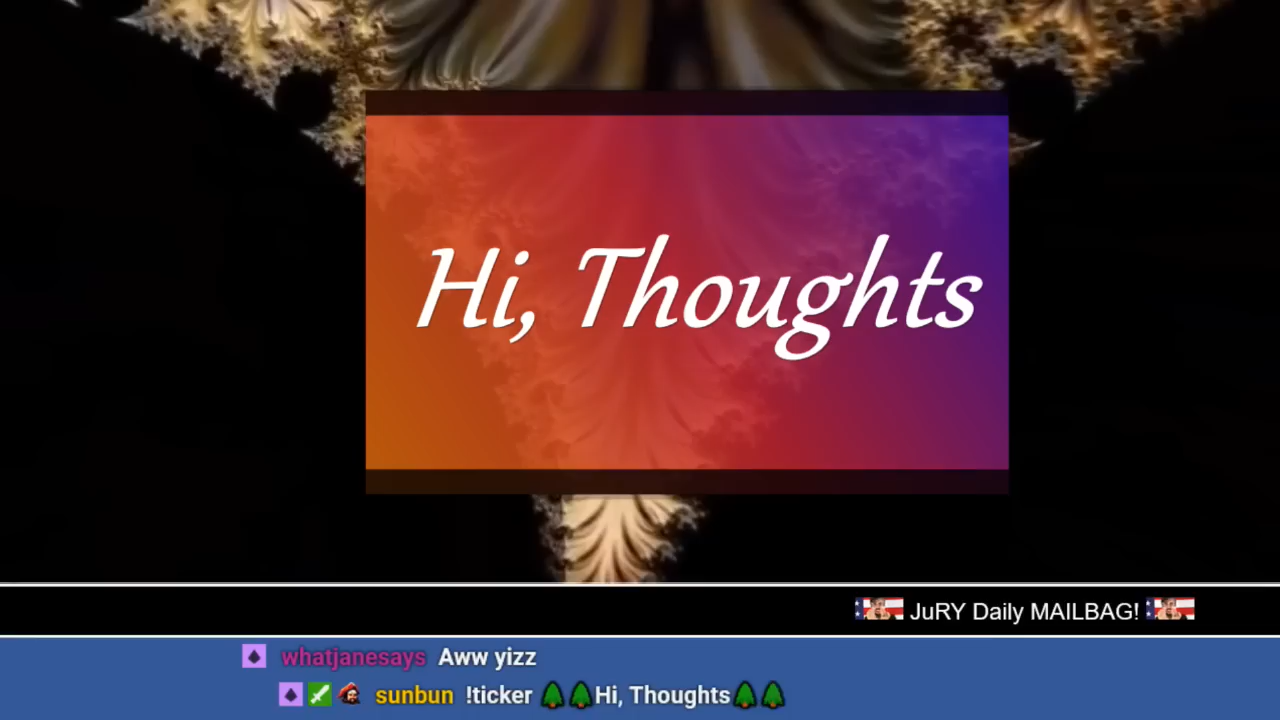 Hi, Thoughts
JuRY Daily MAILBAG!
whatjanesays Aww yizz
sunbun !ticker 🌲🌲Hi, Thoughts🌲🌲